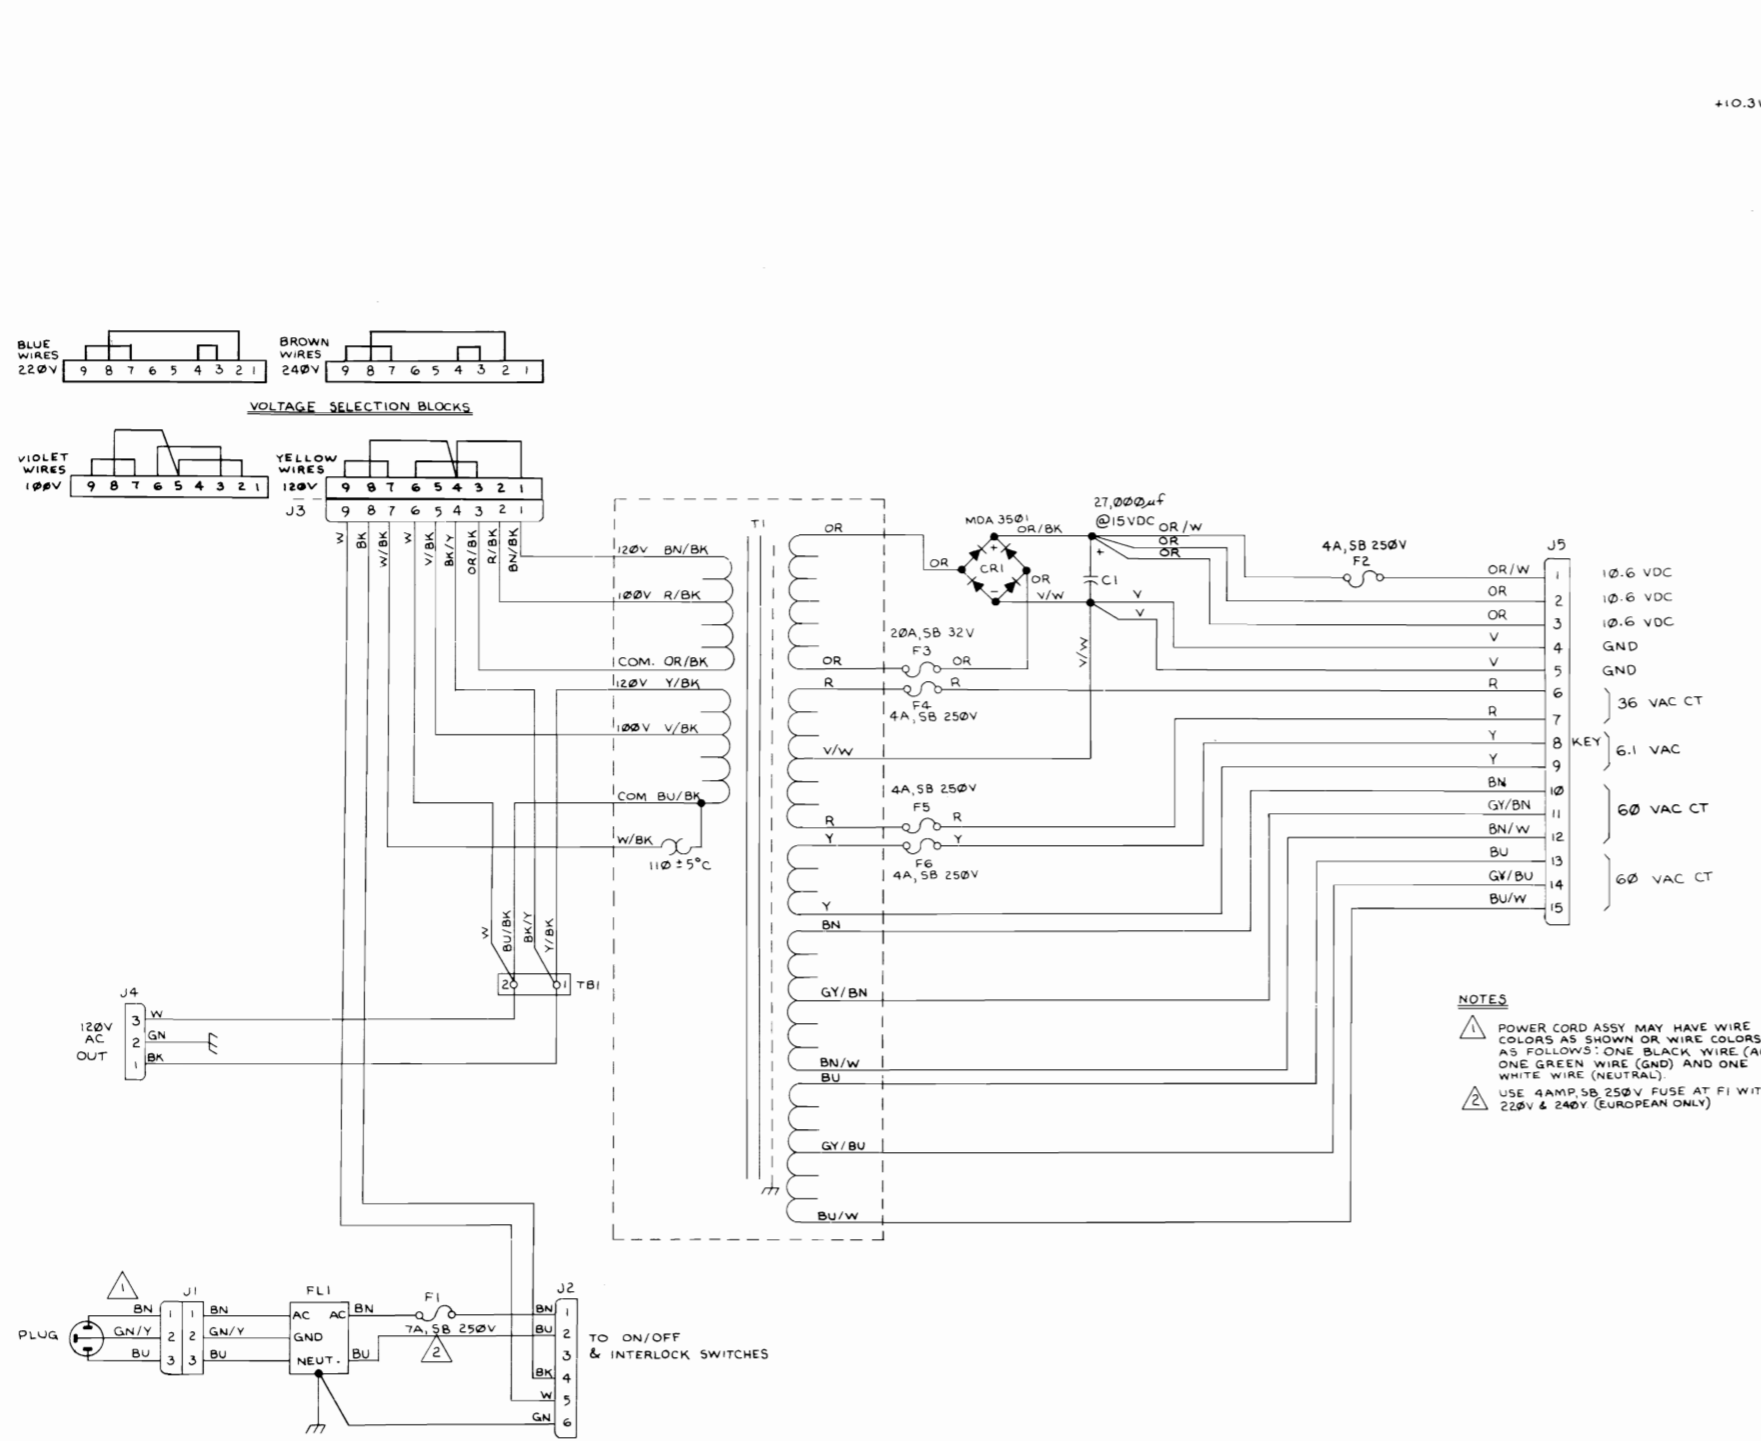 +10.3V
BLUE
WIRES
220V
9 8 7 6 5 4 3 2 1
BROWN
WIRES
240V
9 8 7 6 5 4 3 2 1
VOLTAGE SELECTION BLOCKS
VIOLET
WIRES
100V
9 8 7 6 5 4 3 2 1
YELLOW
WIRES
120V
9 8 7 6 5 4 3 2 1
J3
9 8 7 6 5 4 3 2 1
W
BK
W/BK
W
V/BK
BK/Y
OR/BK
R/BK
BN/BK
120V BN/BK
100V R/BK
COM. OR/BK
120V Y/BK
100V V/BK
COM BU/BK
W/BK
110±5°C
T1
OR
OR
R
V/W
R
Y
Y
BN
GY/BN
BN/W
BU
GY/BU
BU/W
MDA 3501
OR/BK
OR
CR1
+
−
OR
V/W
27,000µf
@15VDC
+
C1
OR/W
OR
OR
V
V
V/W
20A,SB 32V
F3
OR
R
F4
4A,SB 250V
4A,SB 250V
F5
R
Y
F6
4A,SB 250V
4A,SB 250V
F2
J5
OR/W 1 10.6 VDC
OR 2 10.6 VDC
OR 3 10.6 VDC
V 4 GND
V 5 GND
R 6
36 VAC CT
R 7
Y 8 KEY
6.1 VAC
Y 9
BN 10
GY/BN 11
60 VAC CT
BN/W 12
BU 13
GY/BU 14
60 VAC CT
BU/W 15
W
BU/BK
BK/Y
Y/BK
2 1 TB1
J4
120V
AC
OUT
3 W
2 GN
1 BK
NOTES
1 POWER CORD ASSY MAY HAVE WIRE
COLORS AS SHOWN OR WIRE COLORS
AS FOLLOWS: ONE BLACK WIRE (A
ONE GREEN WIRE (GND) AND ONE
WHITE WIRE (NEUTRAL).
2 USE 4AMP,SB 250V FUSE AT F1 WIT
220V & 240V (EUROPEAN ONLY)
1
J1
PLUG
BN 1 1 BN
GN/Y 2 2 GN/Y
BU 3 3 BU
FL1
AC AC
GND
NEUT.
BN
BU
F1
7A,SB 250V
2
J2
BN 1
BU 2
3
BK 4
W 5
GN 6
TO ON/OFF
& INTERLOCK SWITCHES